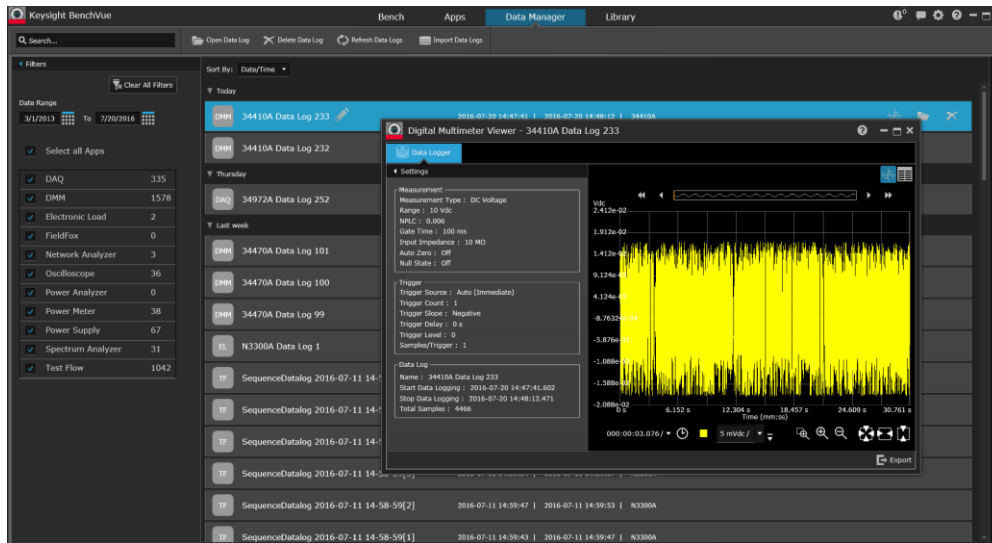 Keysight BenchVue
Bench Apps Data Manager Library
Search...
Open Data Log Delete Data Log Refresh Data Logs Import Data Logs
Filters
Clear All Filters
Date Range
3/1/2013 To 7/20/2016
Select all Apps
DAQ 335
DMM 1578
Electronic Load 2
FieldFox 0
Network Analyzer 3
Oscilloscope 36
Power Analyzer 0
Power Meter 38
Power Supply 67
Spectrum Analyzer 31
Test Flow 1042
Sort By: Date/Time
Today
DMM 34410A Data Log 233 2016-07-20 14:47:41 | 2016-07-20 14:48:12 | 34410A
DMM 34410A Data Log 232
Thursday
DAQ 34972A Data Log 252
Last week
DMM 34470A Data Log 101
DMM 34470A Data Log 100
DMM 34470A Data Log 99
EL N3300A Data Log 1
TF SequenceDatalog 2016-07-11 14-5
TF SequenceDatalog 2016-07-11 14-
TF SequenceDatalog 2016-07-11 14-
TF SequenceDatalog 2016-07-11 14-58-59[3]
TF SequenceDatalog 2016-07-11 14-58-59[2] 2016-07-11 14:59:47 | 2016-07-11 14:59:53 | N3300A
TF SequenceDatalog 2016-07-11 14-58-59[1] 2016-07-11 14:59:43 | 2016-07-11 14:59:47 | N3300A
Digital Multimeter Viewer - 34410A Data Log 233
Data Logger
Settings
Measurement
Measurement Type : DC Voltage
Range : 10 Vdc
NPLC : 0.006
Gate Time : 100 ms
Input Impedance : 10 MΩ
Auto Zero : Off
Null State : Off
Trigger
Trigger Source : Auto (Immediate)
Trigger Count : 1
Trigger Slope : Negative
Trigger Delay : 0 s
Trigger Level : 0
Samples/Trigger : 1
Data Log
Name : 34410A Data Log 233
Start Data Logging : 2016-07-20 14:47:41.602
Stop Data Logging : 2016-07-20 14:48:12.471
Total Samples : 4466
Vdc
2.412e-02
1.912e-02
1.412e-02
9.124e-
4.124e-
-8.7632
-5.876e
-1.088e
-1.588e
-2.088e-02
0 s 6.152 s 12.304 s 18.457 s 24.609 s 30.761 s
Time (mm:ss)
000:00:03.076/ 5 mVdc /
Export